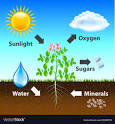 Sunlight
Oxygen
Sugars
Water
Minerals
VectorStock